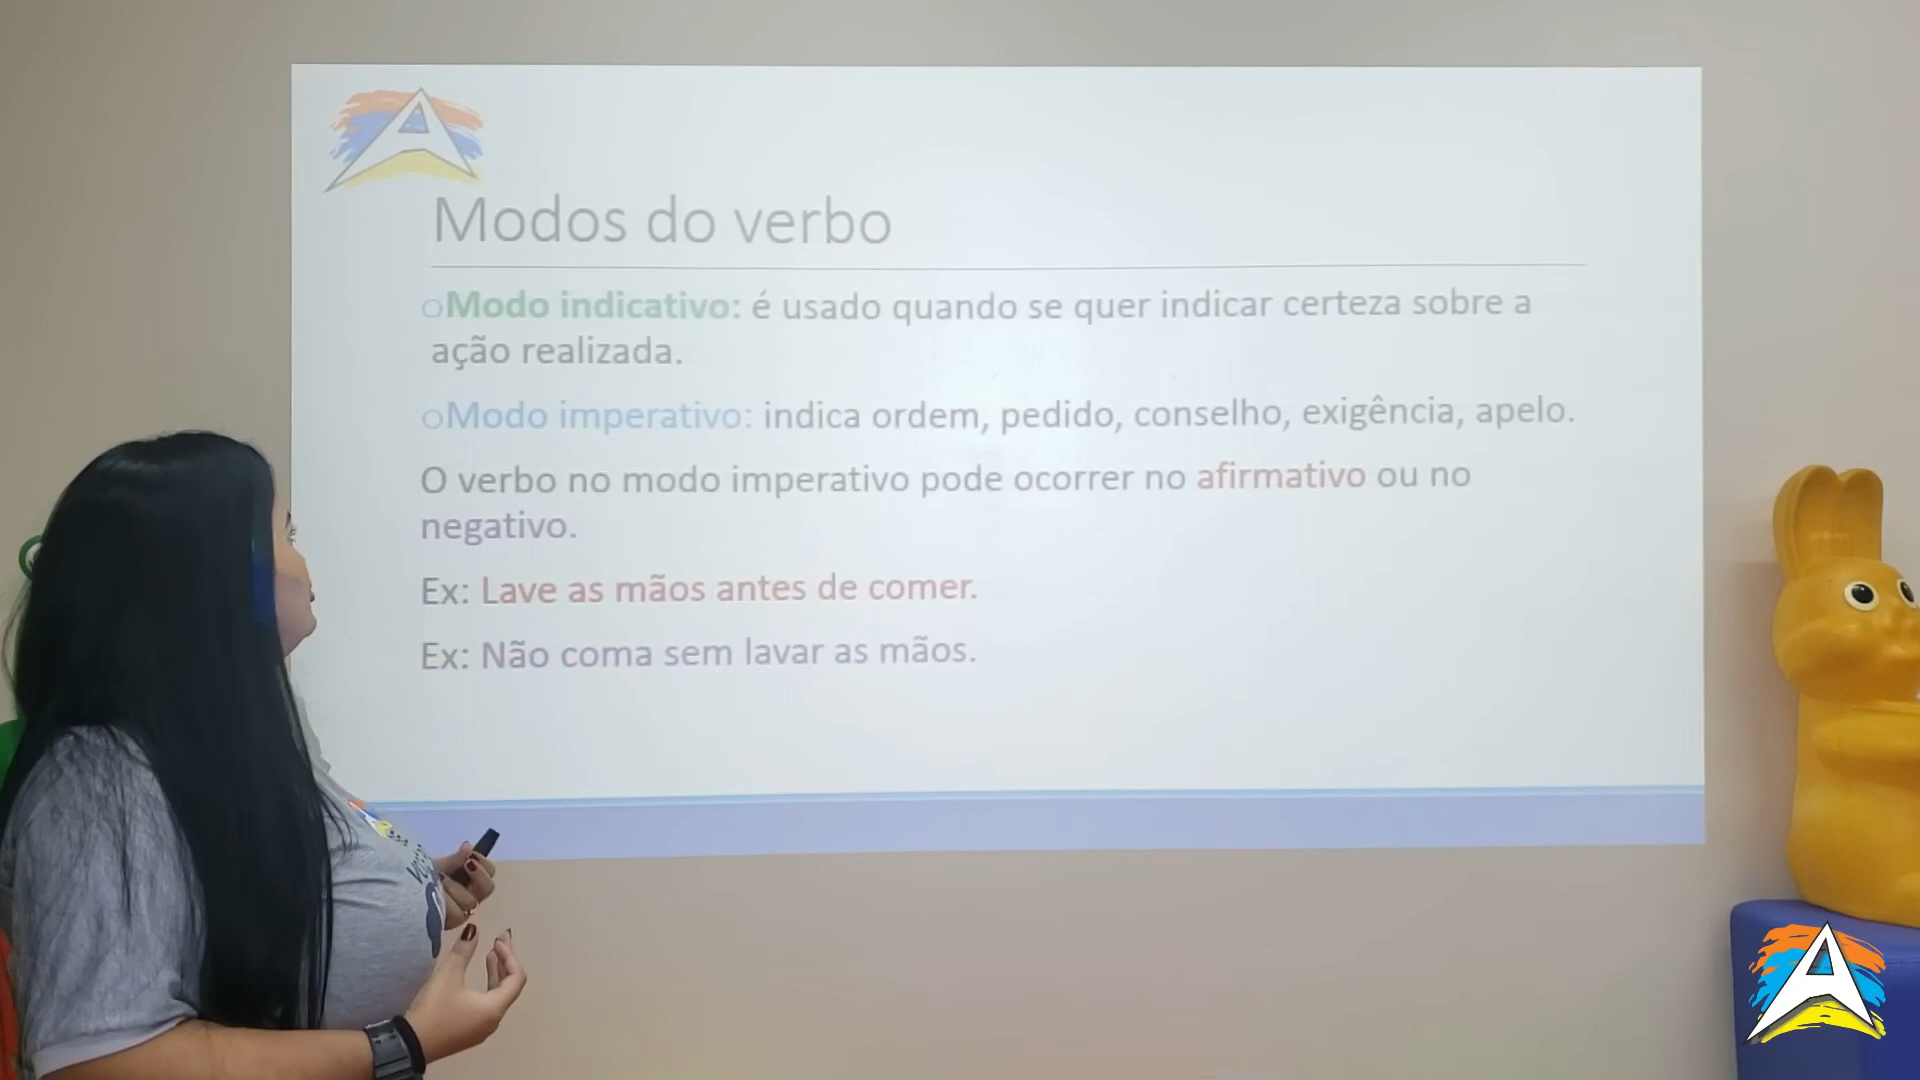 Modos do verbo
Modo indicativo: é usado quando se quer indicar certeza sobre a
ação realizada.
Modo imperativo: indica ordem, pedido, conselho, exigência, apelo.
O verbo no modo imperativo pode ocorrer no afirmativo ou no
negativo.
Ex: Lave as mãos antes de comer.
Ex: Não coma sem lavar as mãos.